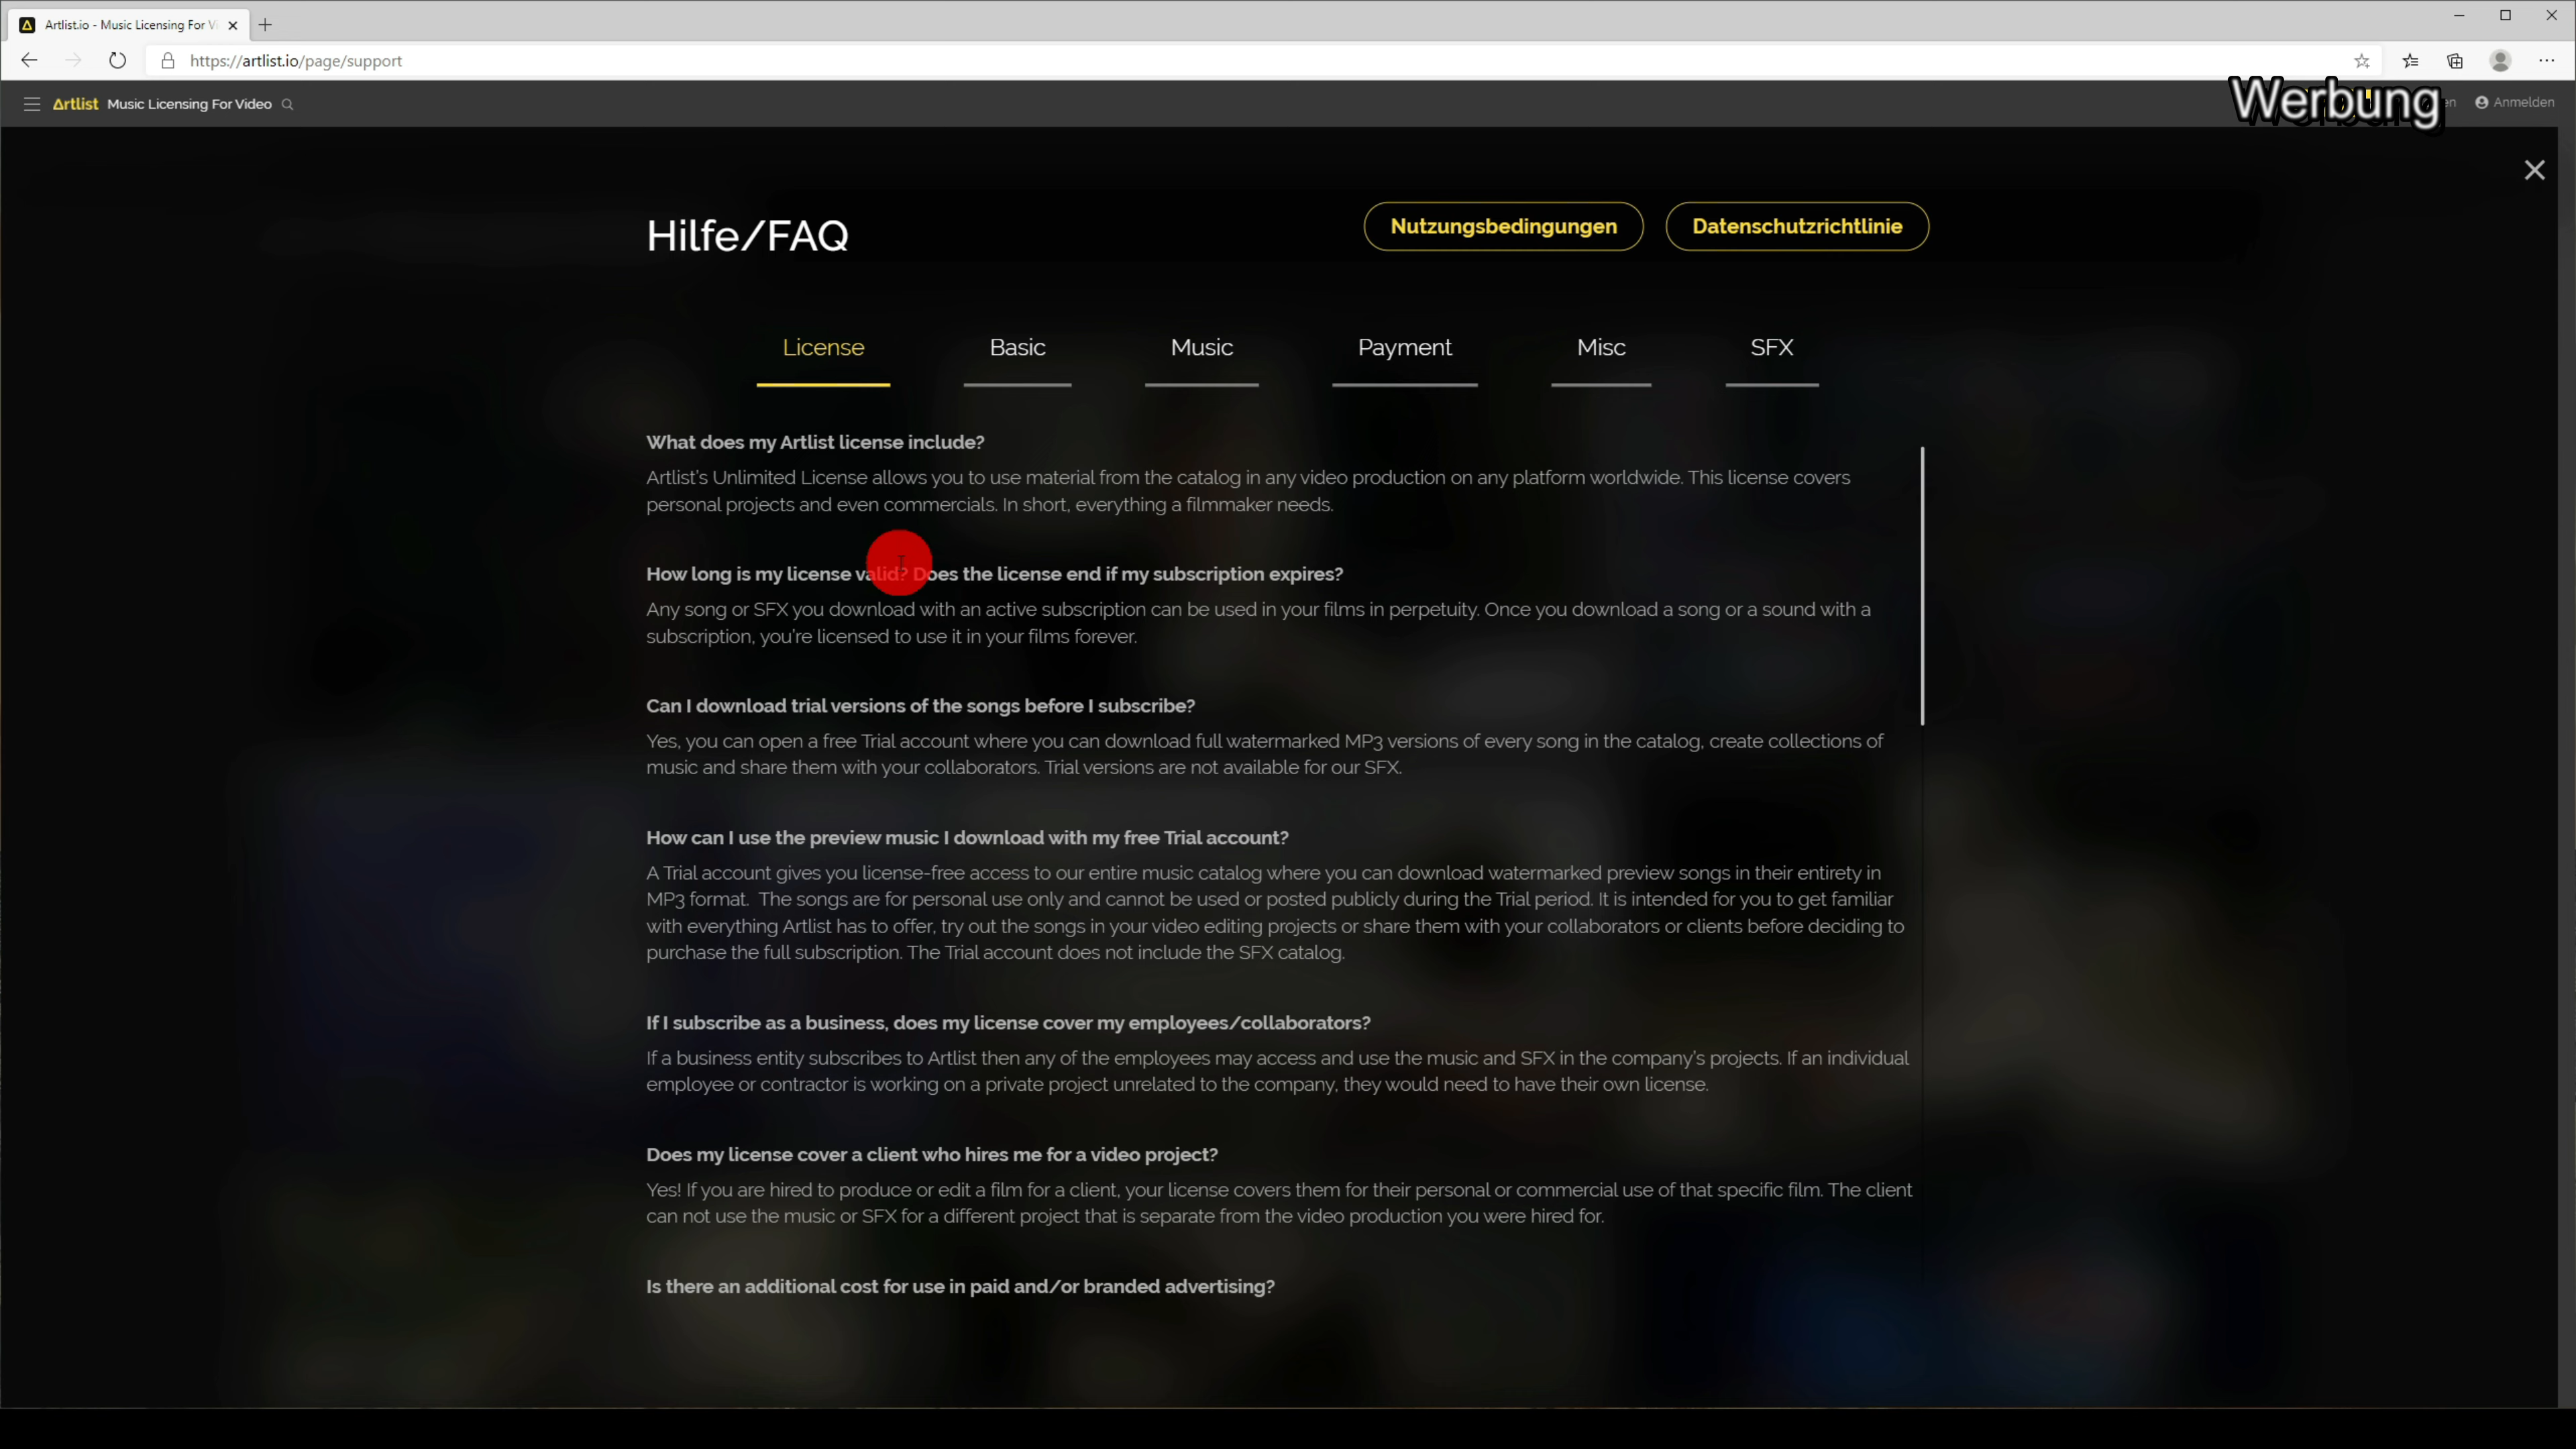 Artlist.io - Music Licensing For Vi
https://artlist.io/page/support
Artlist Music Licensing For Video
Werbung
en
Anmelden
Hilfe/FAQ
Nutzungsbedingungen
Datenschutzrichtlinie
License
Basic
Music
Payment
Misc
SFX
What does my Artlist license include?
Artlist's Unlimited License allows you to use material from the catalog in any video production on any platform worldwide. This license covers
personal projects and even commercials. In short, everything a filmmaker needs.
How long is my license valid? Does the license end if my subscription expires?
Any song or SFX you download with an active subscription can be used in your films in perpetuity. Once you download a song or a sound with a
subscription, you're licensed to use it in your films forever.
Can I download trial versions of the songs before I subscribe?
Yes, you can open a free Trial account where you can download full watermarked MP3 versions of every song in the catalog, create collections of
music and share them with your collaborators. Trial versions are not available for our SFX.
How can I use the preview music I download with my free Trial account?
A Trial account gives you license-free access to our entire music catalog where you can download watermarked preview songs in their entirety in
MP3 format.  The songs are for personal use only and cannot be used or posted publicly during the Trial period. It is intended for you to get familiar
with everything Artlist has to offer, try out the songs in your video editing projects or share them with your collaborators or clients before deciding to
purchase the full subscription. The Trial account does not include the SFX catalog.
If I subscribe as a business, does my license cover my employees/collaborators?
If a business entity subscribes to Artlist then any of the employees may access and use the music and SFX in the company's projects. If an individual
employee or contractor is working on a private project unrelated to the company, they would need to have their own license.
Does my license cover a client who hires me for a video project?
Yes! If you are hired to produce or edit a film for a client, your license covers them for their personal or commercial use of that specific film. The client
can not use the music or SFX for a different project that is separate from the video production you were hired for.
Is there an additional cost for use in paid and/or branded advertising?